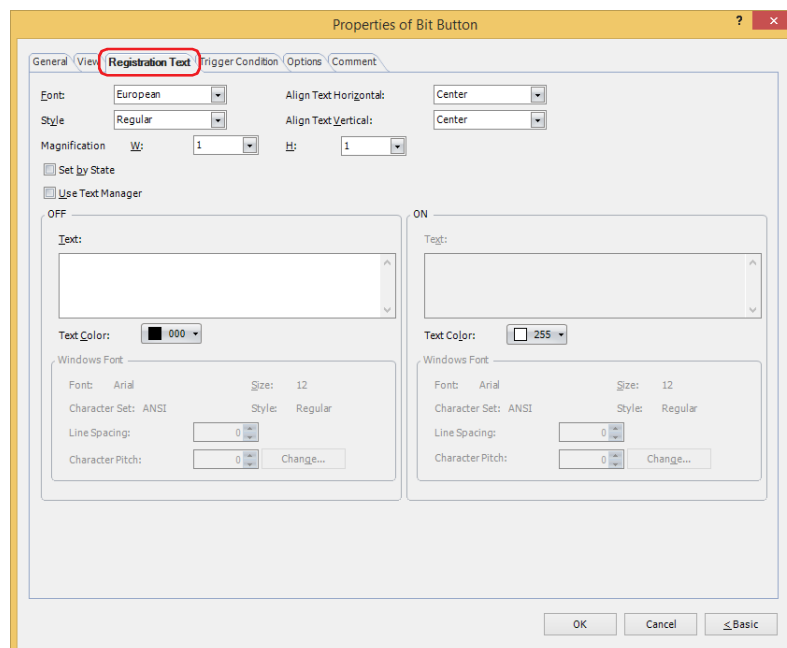 Properties of Bit Button ? ×
General View Registration Text Trigger Condition Options Comment
Font: European Align Text Horizontal: Center
Style Regular Align Text Vertical: Center
Magnification W: 1 H: 1
Set by State
Use Text Manager
OFF ON
Text: Text:
Text Color: 000 Text Color: 255
Windows Font Windows Font
Font: Arial Size: 12 Font: Arial Size: 12
Character Set: ANSI Style: Regular Character Set: ANSI Style: Regular
Line Spacing: 0 Line Spacing: 0
Character Pitch: 0 Change... Character Pitch: 0 Change...
OK Cancel < Basic